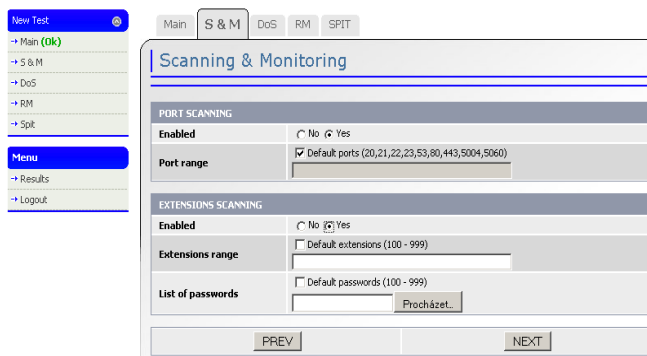 New Test
Main (Ok)
S & M
DoS
RM
Spit
Menu
Results
Logout
Main S & M DoS RM SPIT
Scanning & Monitoring
PORT SCANNING
Enabled No Yes
Port range Default ports (20,21,22,23,53,80,443,5004,5060)
EXTENSIONS SCANNING
Enabled No Yes
Extensions range Default extensions (100 - 999)
List of passwords Default passwords (100 - 999)
Procházet...
PREV NEXT